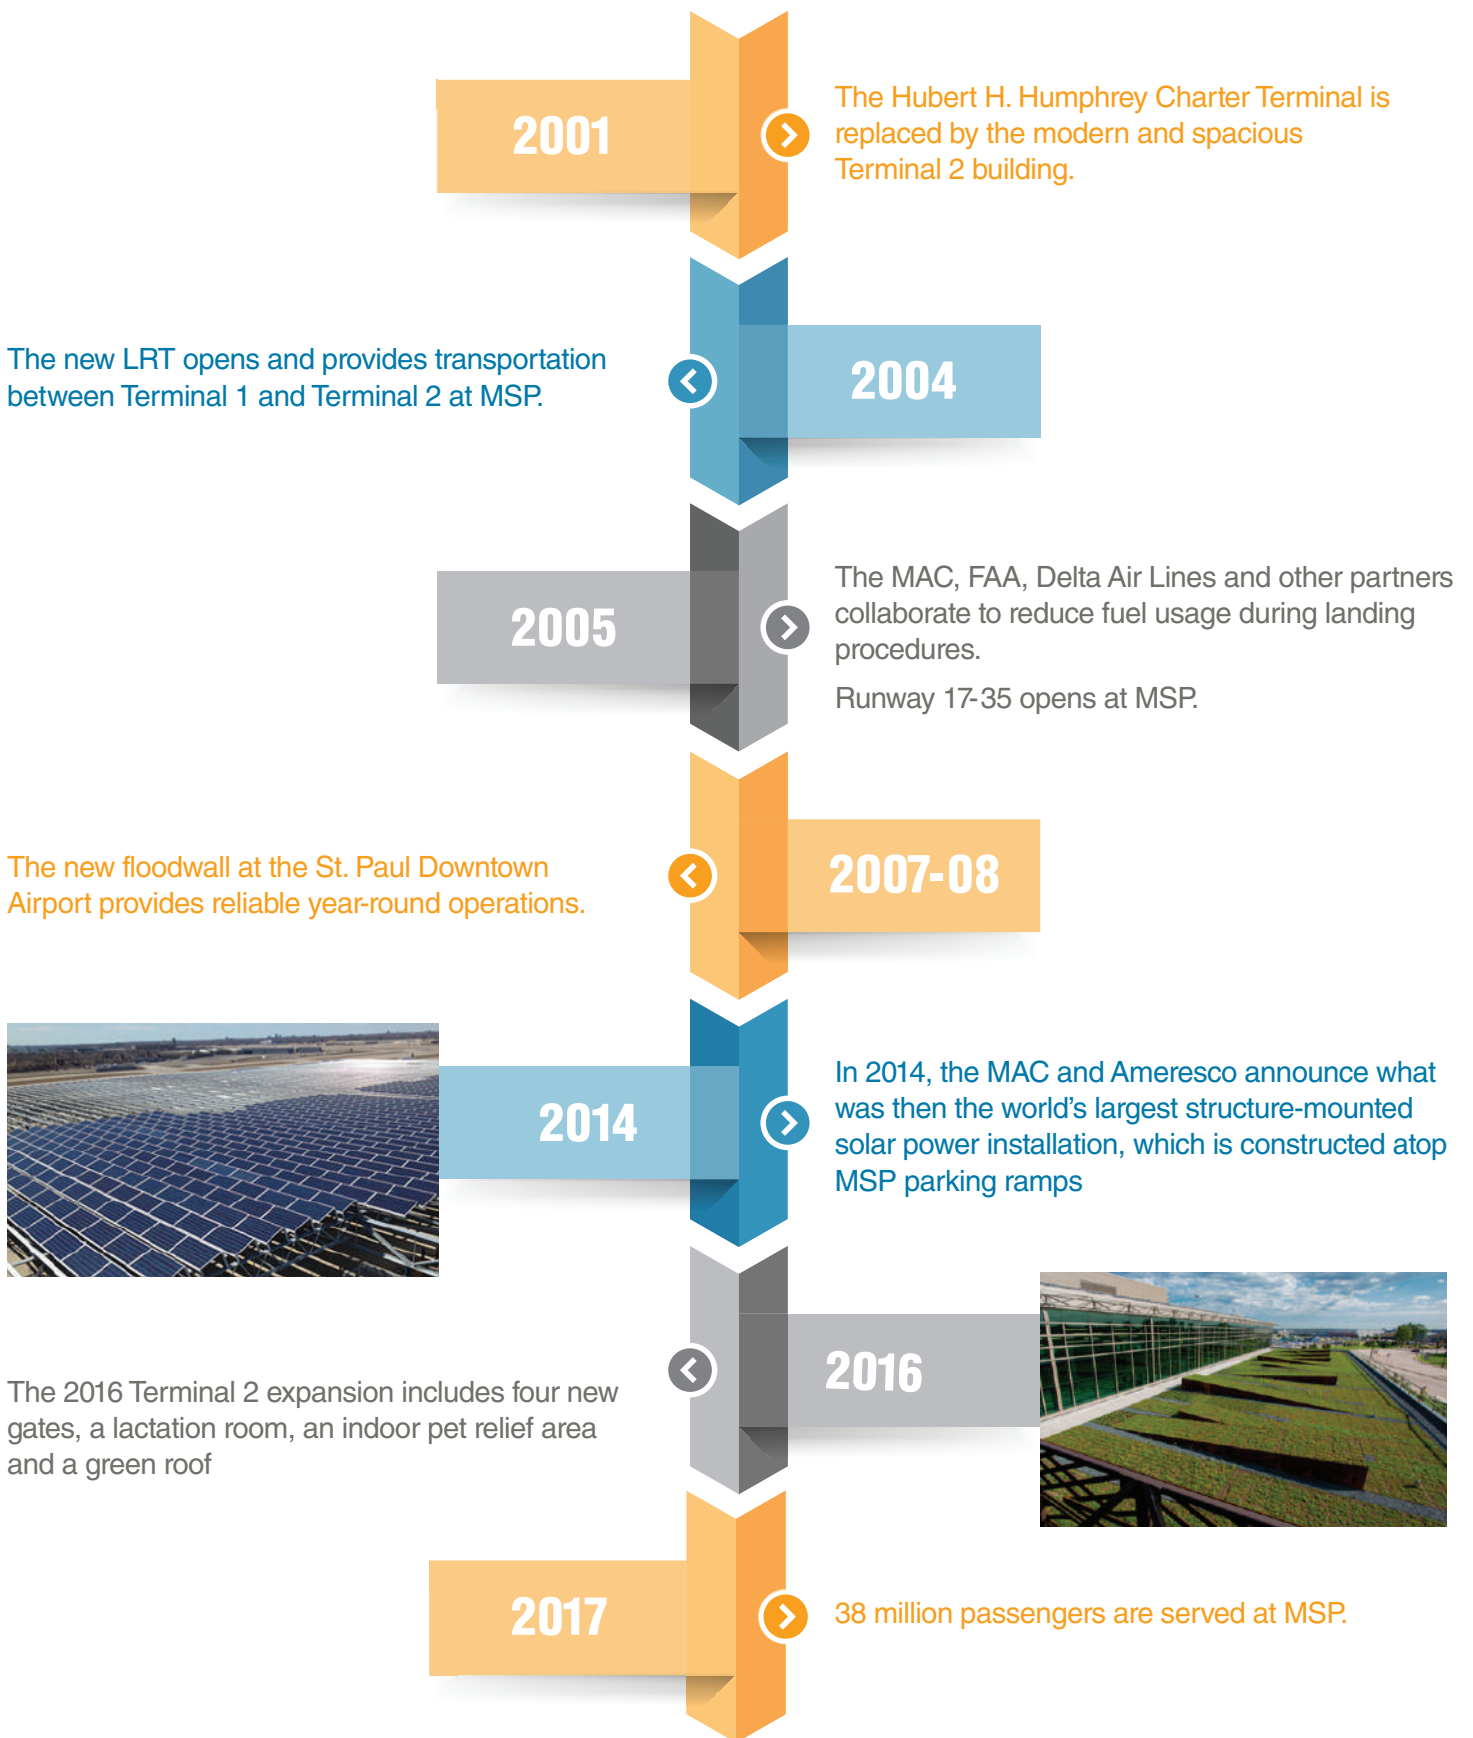 2001
The Hubert H. Humphrey Charter Terminal is
replaced by the modern and spacious
Terminal 2 building.
The new LRT opens and provides transportation
between Terminal 1 and Terminal 2 at MSP.
2004
2005
The MAC, FAA, Delta Air Lines and other partners
collaborate to reduce fuel usage during landing
procedures.
Runway 17-35 opens at MSP.
The new floodwall at the St. Paul Downtown
Airport provides reliable year-round operations.
2007-08
2014
In 2014, the MAC and Ameresco announce what
was then the world’s largest structure-mounted
solar power installation, which is constructed atop
MSP parking ramps
The 2016 Terminal 2 expansion includes four new
gates, a lactation room, an indoor pet relief area
and a green roof
2016
2017
38 million passengers are served at MSP.